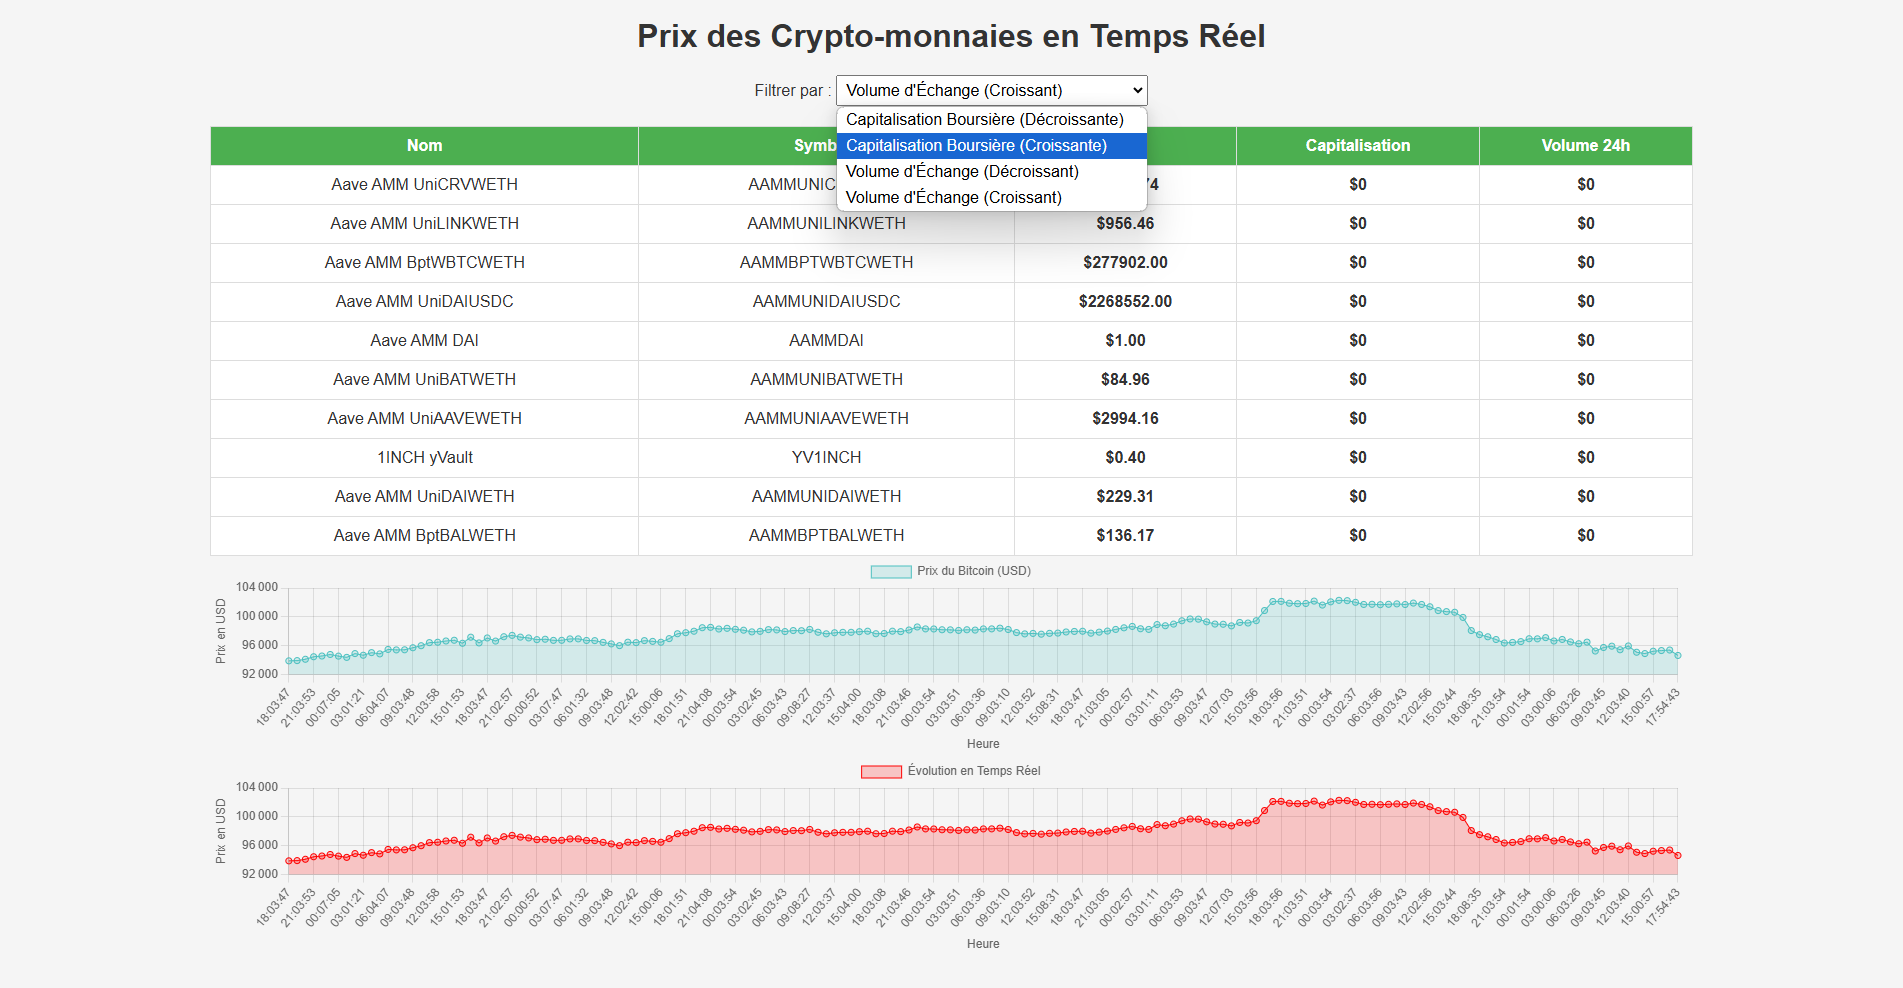 Prix des Crypto-monnaies en Temps Réel
Filtrer par : Volume d'Échange (Croissant)
Capitalisation Boursière (Décroissante)
Capitalisation Boursière (Croissante)
Volume d'Échange (Décroissant)
Volume d'Échange (Croissant)
Nom Symb Capitalisation Volume 24h
Aave AMM UniCRVWETH AAMMUNIC 74 $0 $0
Aave AMM UniLINKWETH AAMMUNILINKWETH $956.46 $0 $0
Aave AMM BptWBTCWETH AAMMBPTWBTCWETH $277902.00 $0 $0
Aave AMM UniDAIUSDC AAMMUNIDAIUSDC $2268552.00 $0 $0
Aave AMM DAI AAMMDAI $1.00 $0 $0
Aave AMM UniBATWETH AAMMUNIBATWETH $84.96 $0 $0
Aave AMM UniAAVEWETH AAMMUNIAAVEWETH $2994.16 $0 $0
1INCH yVault YV1INCH $0.40 $0 $0
Aave AMM UniDAIWETH AAMMUNIDAIWETH $229.31 $0 $0
Aave AMM BptBALWETH AAMMBPTBALWETH $136.17 $0 $0
Prix du Bitcoin (USD)
Prix en USD
104 000
100 000
96 000
92 000
18:03:47 21:03:53 00:07:05 03:01:21 06:04:07 09:03:48 12:03:58 15:01:53 18:03:47 21:02:57 00:00:52 03:07:47 06:01:32 09:03:48 12:02:42 15:00:06 18:01:51 21:04:08 00:03:54 03:02:45 06:03:43 09:08:27 12:03:37 15:04:00 18:03:08 21:03:46 00:03:54 03:03:51 06:03:36 09:03:10 12:03:52 15:08:31 18:03:47 21:03:05 00:02:57 03:01:11 06:03:53 09:03:47 12:07:03 15:03:56 18:03:56 21:03:51 00:03:54 03:02:37 06:03:56 09:03:43 12:02:56 15:03:44 18:08:35 21:03:54 00:01:54 03:00:06 06:03:26 09:03:45 12:03:40 15:00:57 17:54:43
Heure
Évolution en Temps Réel
Prix en USD
104 000
100 000
96 000
92 000
18:03:47 21:03:53 00:07:05 03:01:21 06:04:07 09:03:48 12:03:58 15:01:53 18:03:47 21:02:57 00:00:52 03:07:47 06:01:32 09:03:48 12:02:42 15:00:06 18:01:51 21:04:08 00:03:54 03:02:45 06:03:43 09:08:27 12:03:37 15:04:00 18:03:08 21:03:46 00:03:54 03:03:51 06:03:36 09:03:10 12:03:52 15:08:31 18:03:47 21:03:05 00:02:57 03:01:11 06:03:53 09:03:47 12:07:03 15:03:56 18:03:56 21:03:51 00:03:54 03:02:37 06:03:56 09:03:43 12:02:56 15:03:44 18:08:35 21:03:54 00:01:54 03:00:06 06:03:26 09:03:45 12:03:40 15:00:57 17:54:43
Heure